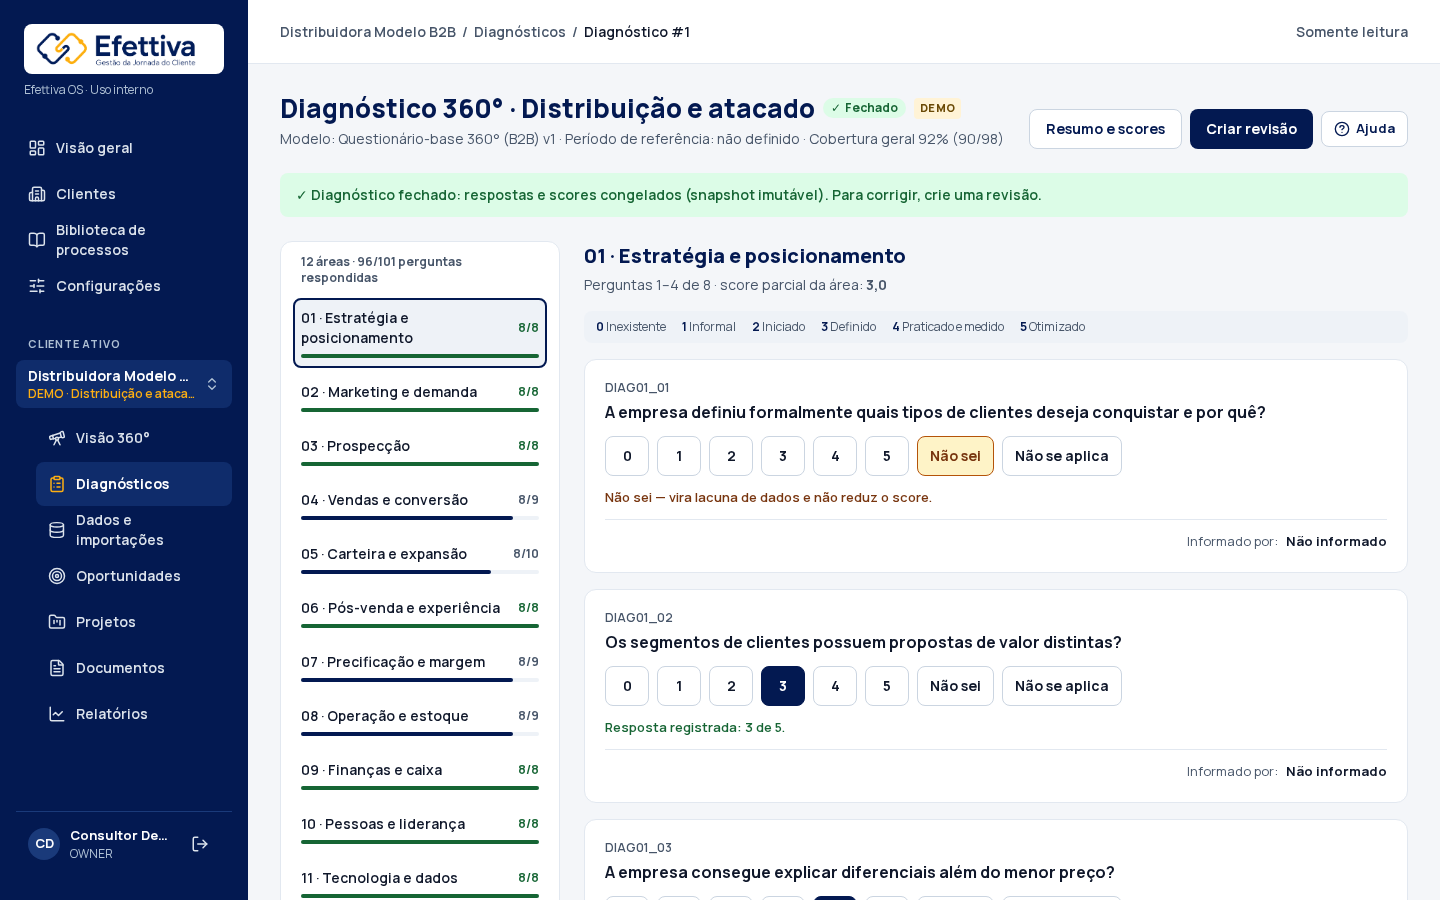 Efettiva
Gestão da Jornada do Cliente
Efettiva OS · Uso interno
Visão geral
Clientes
Biblioteca de
processos
Configurações
CLIENTE ATIVO
Distribuidora Modelo ...
DEMO · Distribuição e ataca...
Visão 360°
Diagnósticos
Dados e
importações
Oportunidades
Projetos
Documentos
Relatórios
CD
Consultor De...
OWNER
Distribuidora Modelo B2B / Diagnósticos / Diagnóstico #1
Somente leitura
Diagnóstico 360° · Distribuição e atacado ✓ Fechado DEMO
Modelo: Questionário-base 360° (B2B) v1 · Período de referência: não definido · Cobertura geral 92% (90/98)
Resumo e scores
Criar revisão
Ajuda
✓ Diagnóstico fechado: respostas e scores congelados (snapshot imutável). Para corrigir, crie uma revisão.
12 áreas · 96/101 perguntas
respondidas
01 · Estratégia e
posicionamento
8/8
02 · Marketing e demanda 8/8
03 · Prospecção 8/8
04 · Vendas e conversão 8/9
05 · Carteira e expansão 8/10
06 · Pós-venda e experiência 8/8
07 · Precificação e margem 8/9
08 · Operação e estoque 8/9
09 · Finanças e caixa 8/8
10 · Pessoas e liderança 8/8
11 · Tecnologia e dados 8/8
01 · Estratégia e posicionamento
Perguntas 1–4 de 8 · score parcial da área: 3,0
0 Inexistente 1 Informal 2 Iniciado 3 Definido 4 Praticado e medido 5 Otimizado
DIAG01_01
A empresa definiu formalmente quais tipos de clientes deseja conquistar e por quê?
0 1 2 3 4 5 Não sei Não se aplica
Não sei — vira lacuna de dados e não reduz o score.
Informado por: Não informado
DIAG01_02
Os segmentos de clientes possuem propostas de valor distintas?
0 1 2 3 4 5 Não sei Não se aplica
Resposta registrada: 3 de 5.
Informado por: Não informado
DIAG01_03
A empresa consegue explicar diferenciais além do menor preço?